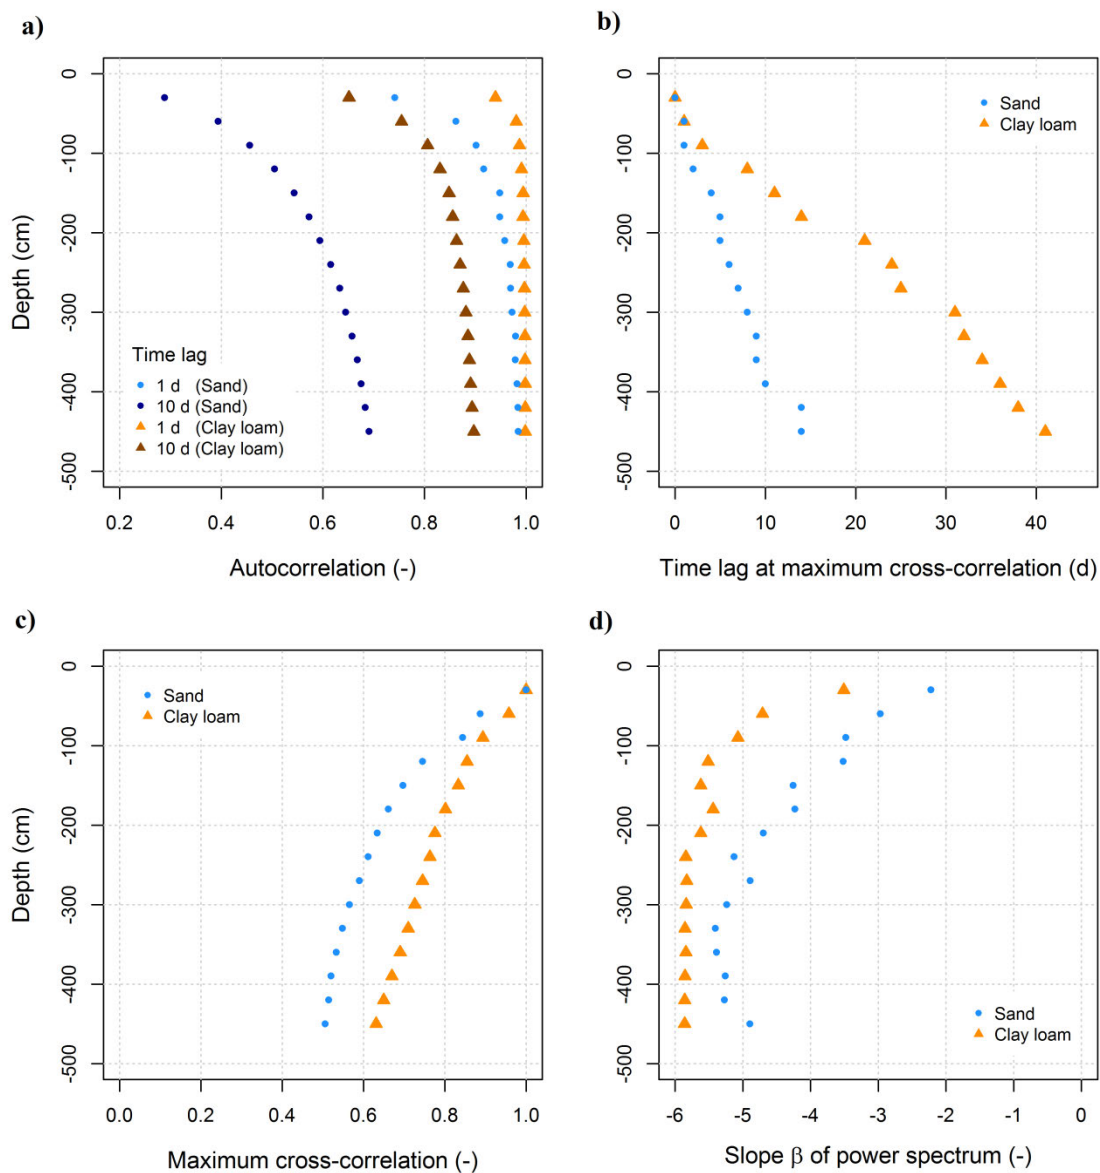 a)
0
-100
-200
-300
-400
-500
Depth (cm)
Time lag
1 d (Sand)
10 d (Sand)
1 d (Clay loam)
10 d (Clay loam)
0.2 0.4 0.6 0.8 1.0
Autocorrelation (-)
b)
0
-100
-200
-300
-400
-500
Sand
Clay loam
0 10 20 30 40
Time lag at maximum cross-correlation (d)
c)
0
-100
-200
-300
-400
-500
Depth (cm)
Sand
Clay loam
0.0 0.2 0.4 0.6 0.8 1.0
Maximum cross-correlation (-)
d)
0
-100
-200
-300
-400
-500
Sand
Clay loam
-6 -5 -4 -3 -2 -1 0
Slope β of power spectrum (-)